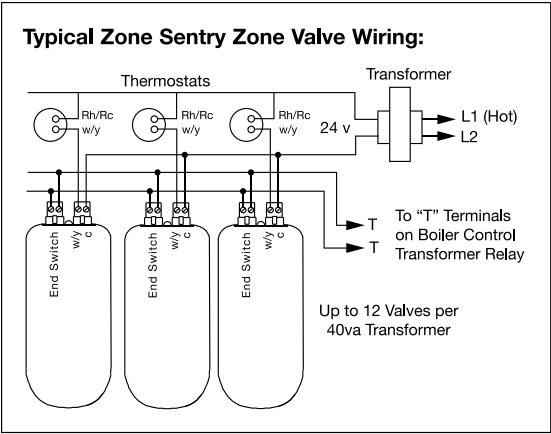 Typical Zone Sentry Zone Valve Wiring:
Thermostats
Transformer
Rh/Rc
w/y
Rh/Rc
w/y
Rh/Rc
w/y
24 v
L1 (Hot)
L2
End Switch
w/y
c
End Switch
w/y
c
End Switch
w/y
c
T
T
To “T” Terminals
on Boiler Control
Transformer Relay
Up to 12 Valves per
40va Transformer